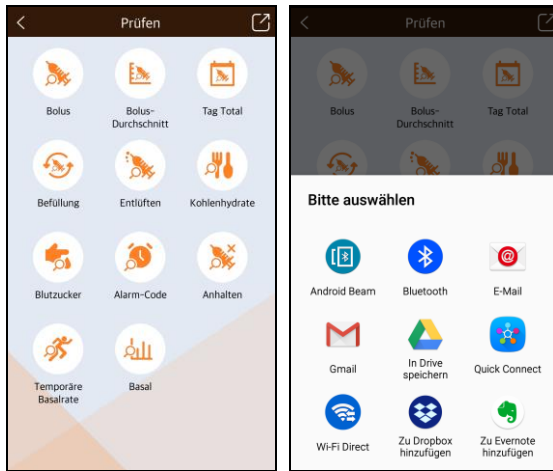 Prüfen
Bolus
Bolus-
Durchschnitt
Tag Total
Befüllung
Entlüften
Kohlenhydrate
Blutzucker
Alarm-Code
Anhalten
Temporäre
Basalrate
Basal
Prüfen
Bolus
Bolus-
Durchschnitt
Tag Total
Bitte auswählen
Android Beam
Bluetooth
E-Mail
Gmail
In Drive
speichern
Quick Connect
Wi-Fi Direct
Zu Dropbox
hinzufügen
Zu Evernote
hinzufügen